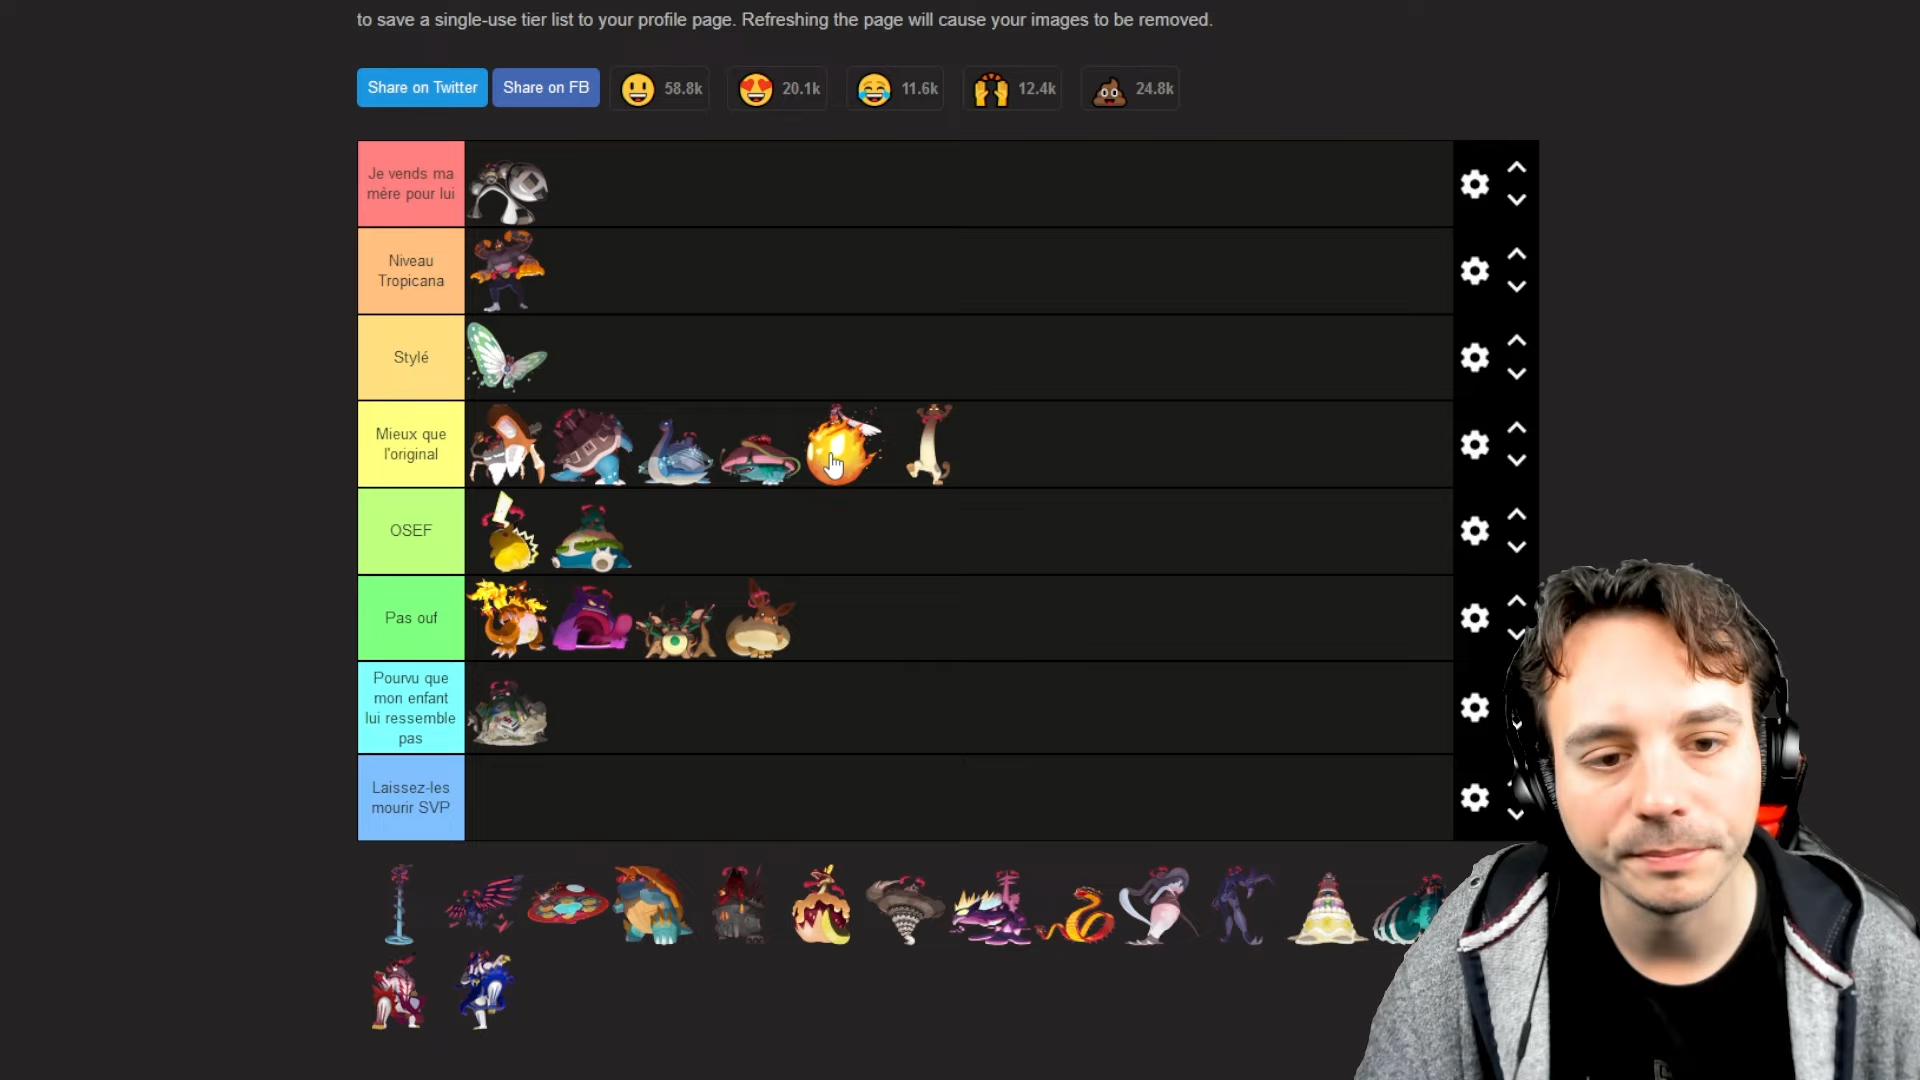 to save a single-use tier list to your profile page. Refreshing the page will cause your images to be removed.
Share on Twitter
Share on FB
58.8k
20.1k
11.6k
12.4k
24.8k
Je vends ma
mère pour lui
Niveau
Tropicana
Stylé
Mieux que
l'original
OSEF
Pas ouf
Pourvu que
mon enfant
lui ressemble
pas
Laissez-les
mourir SVP